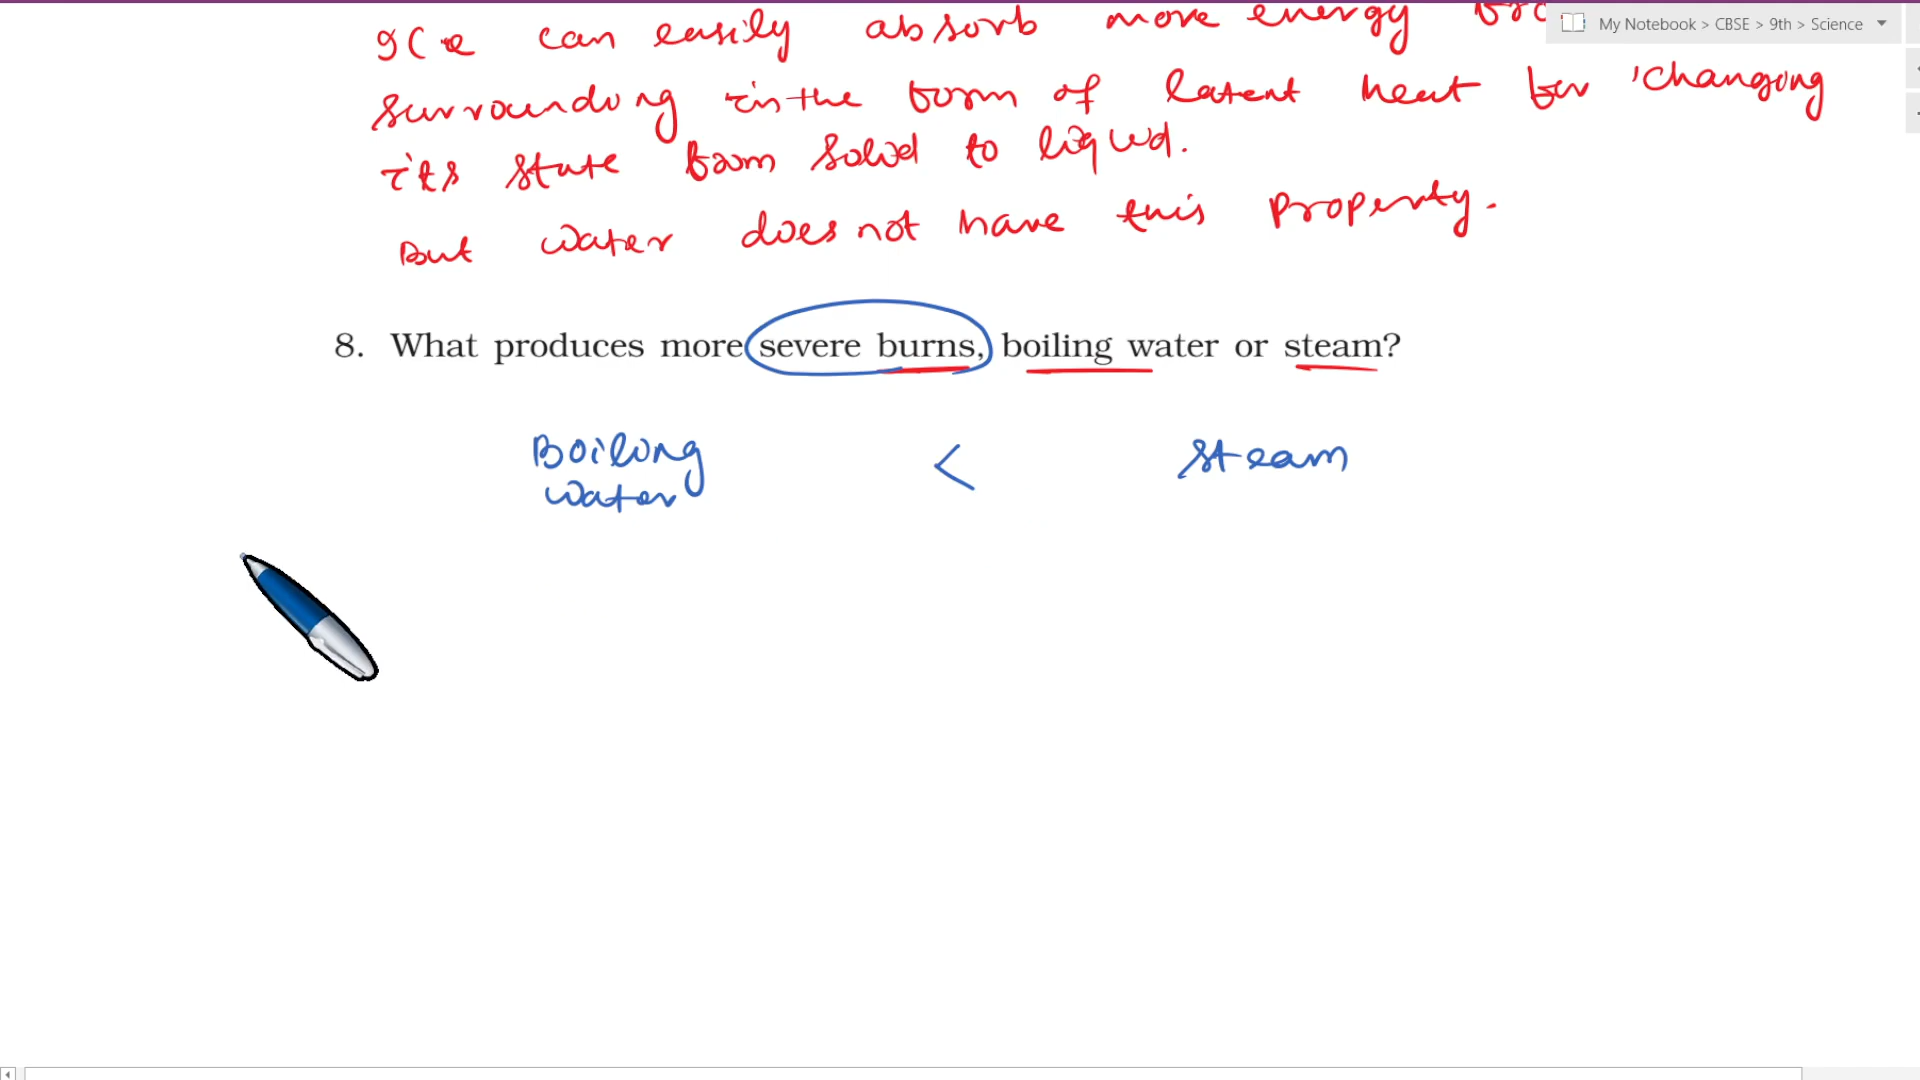 My Notebook > CBSE > 9th > Science
Ice can easily absorb more energy
surrounding in the form of latent heat for changing
its state from solid to liquid.
But water does not have this property.
8. What produces more severe burns, boiling water or steam?
Boiling < steam
water